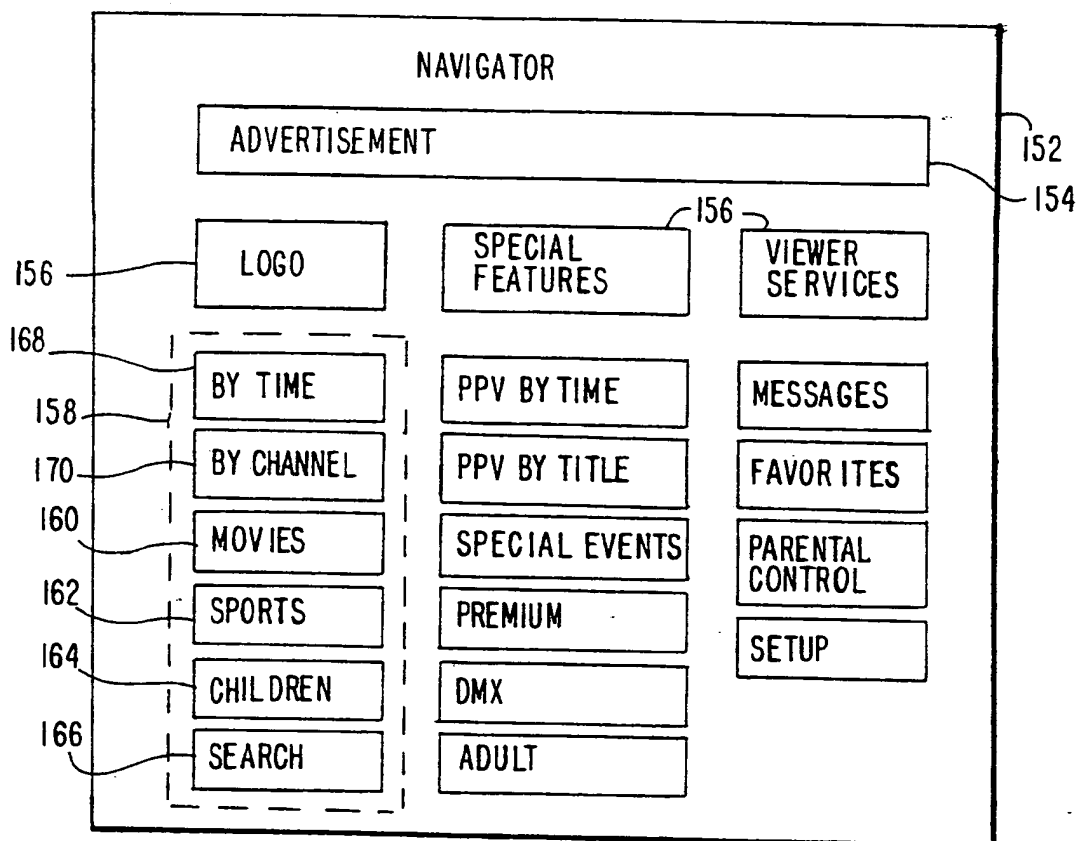 NAVIGATOR
ADVERTISEMENT
152
154
156
156
LOGO
SPECIAL
FEATURES
VIEWER
SERVICES
168
158
170
160
162
164
166
BY TIME
BY CHANNEL
MOVIES
SPORTS
CHILDREN
SEARCH
PPV BY TIME
PPV BY TITLE
SPECIAL EVENTS
PREMIUM
DMX
ADULT
MESSAGES
FAVORITES
PARENTAL
CONTROL
SETUP